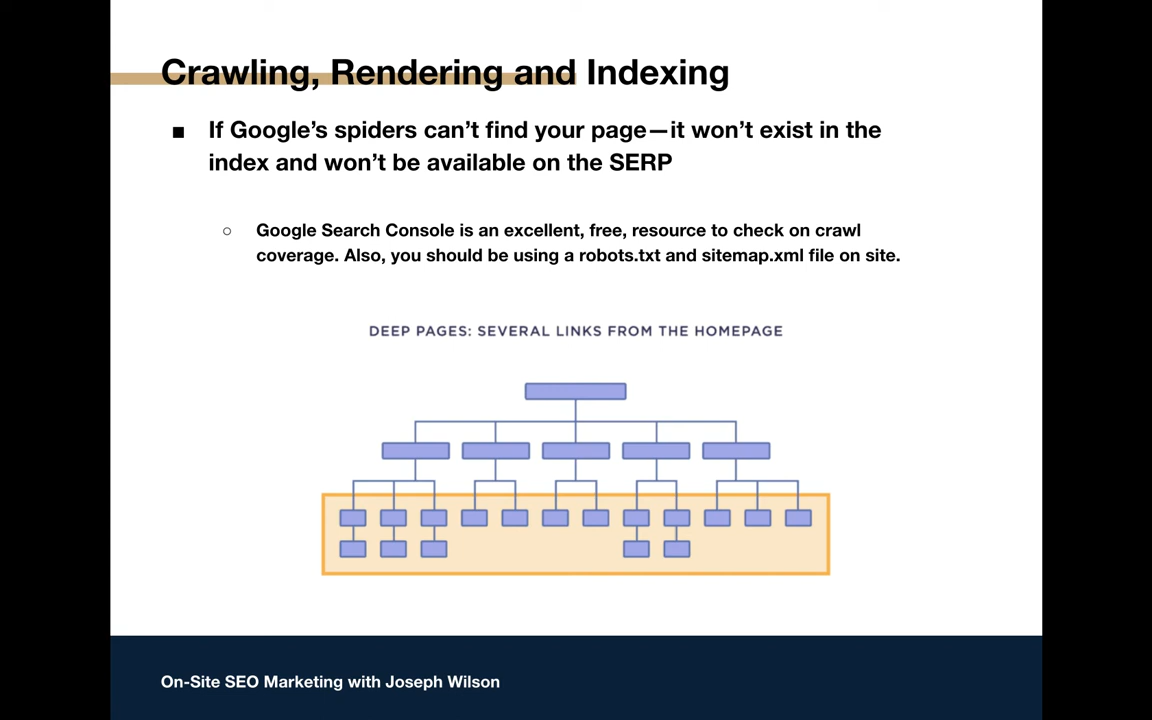 Crawling, Rendering and Indexing
■ If Google’s spiders can’t find your page—it won’t exist in the
index and won’t be available on the SERP
○ Google Search Console is an excellent, free, resource to check on crawl
coverage. Also, you should be using a robots.txt and sitemap.xml file on site.
DEEP PAGES: SEVERAL LINKS FROM THE HOMEPAGE
On-Site SEO Marketing with Joseph Wilson